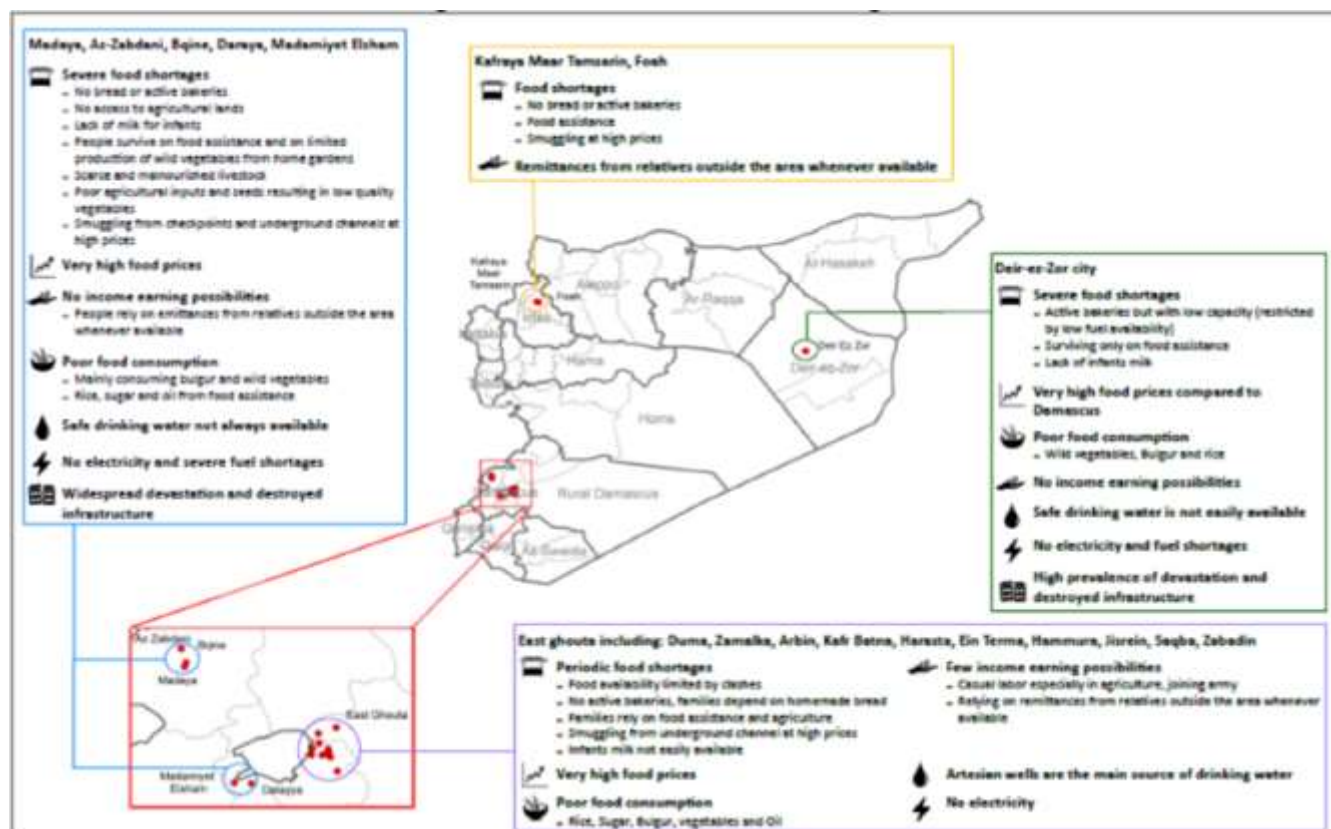 Madaya, Az-Zabdani, Bqine, Daraya, Madamiyet Elsham
Severe food shortages
- No bread or active bakeries
- No access to agricultural lands
- Lack of milk for infants
- People survive on food assistance and on limited
production of wild vegetables from home gardens
- Scarce and malnourished livestock
- Poor agricultural inputs and seeds resulting in low quality
vegetables
- Smuggling from checkpoints and underground channels at
high prices
Very high food prices
No income earning possibilities
- People rely on emittances from relatives outside the area
whenever available
Poor food consumption
- Mainly consuming bulgur and wild vegetables
- Rice, sugar and oil from food assistance
Safe drinking water not always available
No electricity and severe fuel shortages
Widespread devastation and destroyed
infrastructure
Kafraya Maar Tamsarin, Foah
Food shortages
- No bread or active bakeries
- Food assistance
- Smuggling at high prices
Remittances from relatives outside the area whenever available
Kafraya
Maar
Tamsarin
Foah
Aleppo
Ar-Raqqa
Al-Hasakeh
Hama
Homs
Deir Ez Zor
Deir-ez-Zor
Rural Damascus
As-Sweida
Deir-ez-Zor city
Severe food shortages
- Active bakeries but with low capacity (restricted
by low fuel availability)
- Surviving only on food assistance
- Lack of infants milk
Very high food prices compared to
Damascus
Poor food consumption
- Wild vegetables, Bulgur and rice
No income earning possibilities
Safe drinking water is not easily available
No electricity and fuel shortages
High prevalence of devastation and
destroyed infrastructure
Az Zabdani
Bqine
Madaya
East Ghouta
Madamiyet
Elsham
Darayya
East ghouta including: Duma, Zamalka, Arbin, Kafr Batna, Harasta, Ein Terma, Hammura, Jisrein, Saqba, Zabadin
Periodic food shortages
- Food availability limited by clashes
- No active bakeries, families depend on homemade bread
- Families rely on food assistance and agriculture
- Smuggling from underground channel at high prices
- Infants milk not easily available
Very high food prices
Poor food consumption
- Rice, Sugar, Bulgur, vegetables and Oil
Few income earning possibilities
- Casual labor especially in agriculture, joining army
- Relying on remittances from relatives outside the area whenever
available
Artesian wells are the main source of drinking water
No electricity